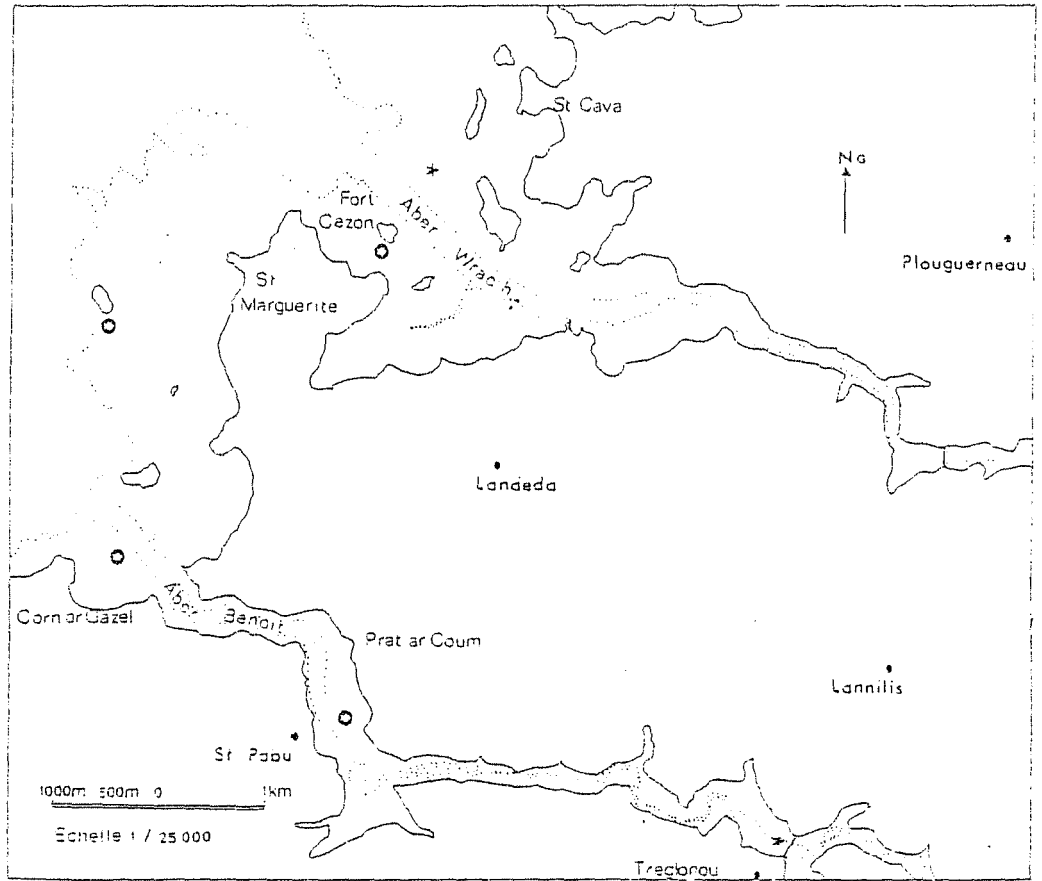 St Cava
NG
Fort
Cezon
Aber Wrac'h
Plouguerneau
St
Marguerite
Landeda
Corn ar Gazel
Aber Benoit
Prat ar Coum
Lannilis
St Pabu
1000m 500m 0 1km
Echelle 1 / 25 000
Treglonou